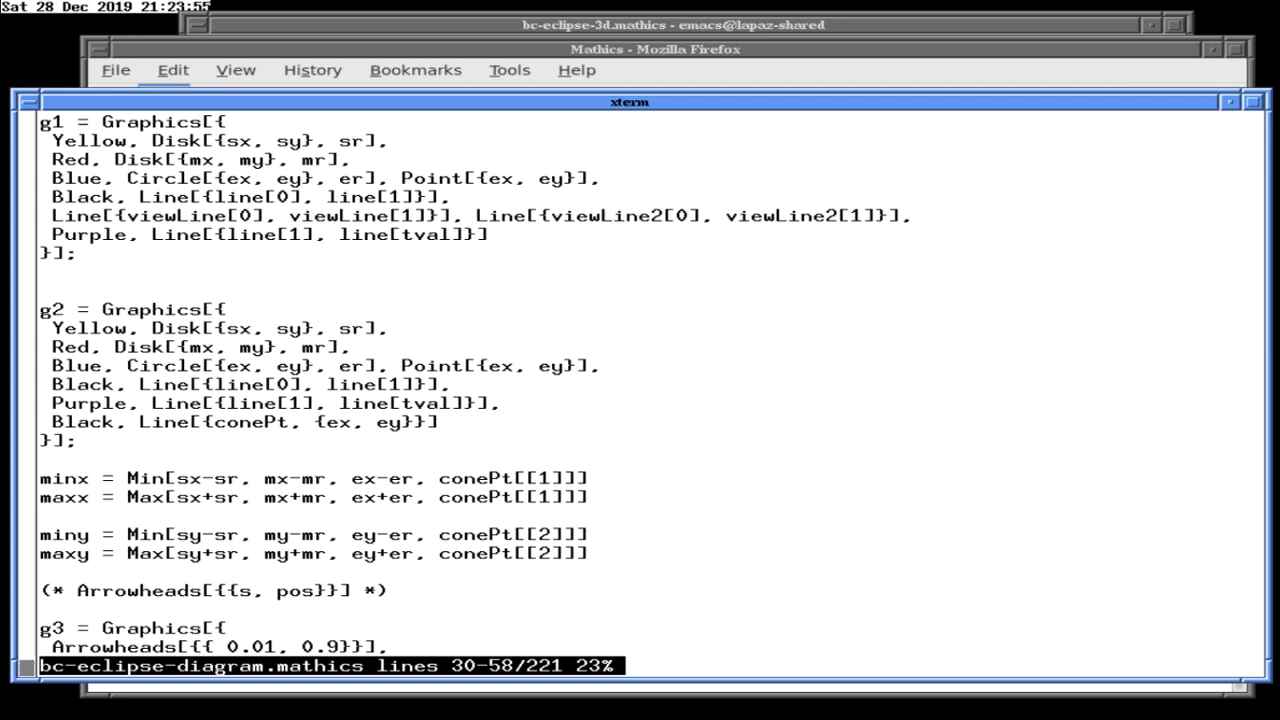 Sat 28 Dec 2019 21:23:55
bc-eclipse-3d.mathics - emacs@lapaz-shared
Mathics - Mozilla Firefox
File Edit View History Bookmarks Tools Help
xterm
g1 = Graphics[{
 Yellow, Disk[{sx, sy}, sr],
 Red, Disk[{mx, my}, mr],
 Blue, Circle[{ex, ey}, er], Point[{ex, ey}],
 Black, Line[{line[0], line[1]}],
 Line[{viewLine[0], viewLine[1]}], Line[{viewLine2[0], viewLine2[1]}],
 Purple, Line[{line[1], line[tval]}]
}];
g2 = Graphics[{
 Yellow, Disk[{sx, sy}, sr],
 Red, Disk[{mx, my}, mr],
 Blue, Circle[{ex, ey}, er], Point[{ex, ey}],
 Black, Line[{line[0], line[1]}],
 Purple, Line[{line[1], line[tval]}],
 Black, Line[{conePt, {ex, ey}}]
}];
minx = Min[sx-sr, mx-mr, ex-er, conePt[[1]]]
maxx = Max[sx+sr, mx+mr, ex+er, conePt[[1]]]
miny = Min[sy-sr, my-mr, ey-er, conePt[[2]]]
maxy = Max[sy+sr, my+mr, ey+er, conePt[[2]]]
(* Arrowheads[{{s, pos}}] *)
g3 = Graphics[{
 Arrowheads[{{ 0.01, 0.9}}],
bc-eclipse-diagram.mathics lines 30-58/221 23%